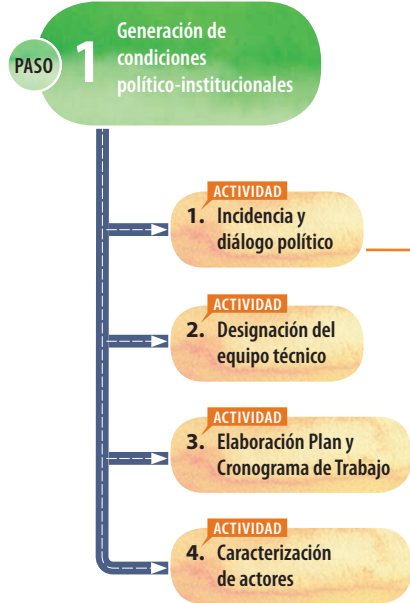 PASO
1
Generación de
condiciones
político-institucionales
ACTIVIDAD
1. Incidencia y
diálogo político
ACTIVIDAD
2. Designación del
equipo técnico
ACTIVIDAD
3. Elaboración Plan y
Cronograma de Trabajo
ACTIVIDAD
4. Caracterización
de actores